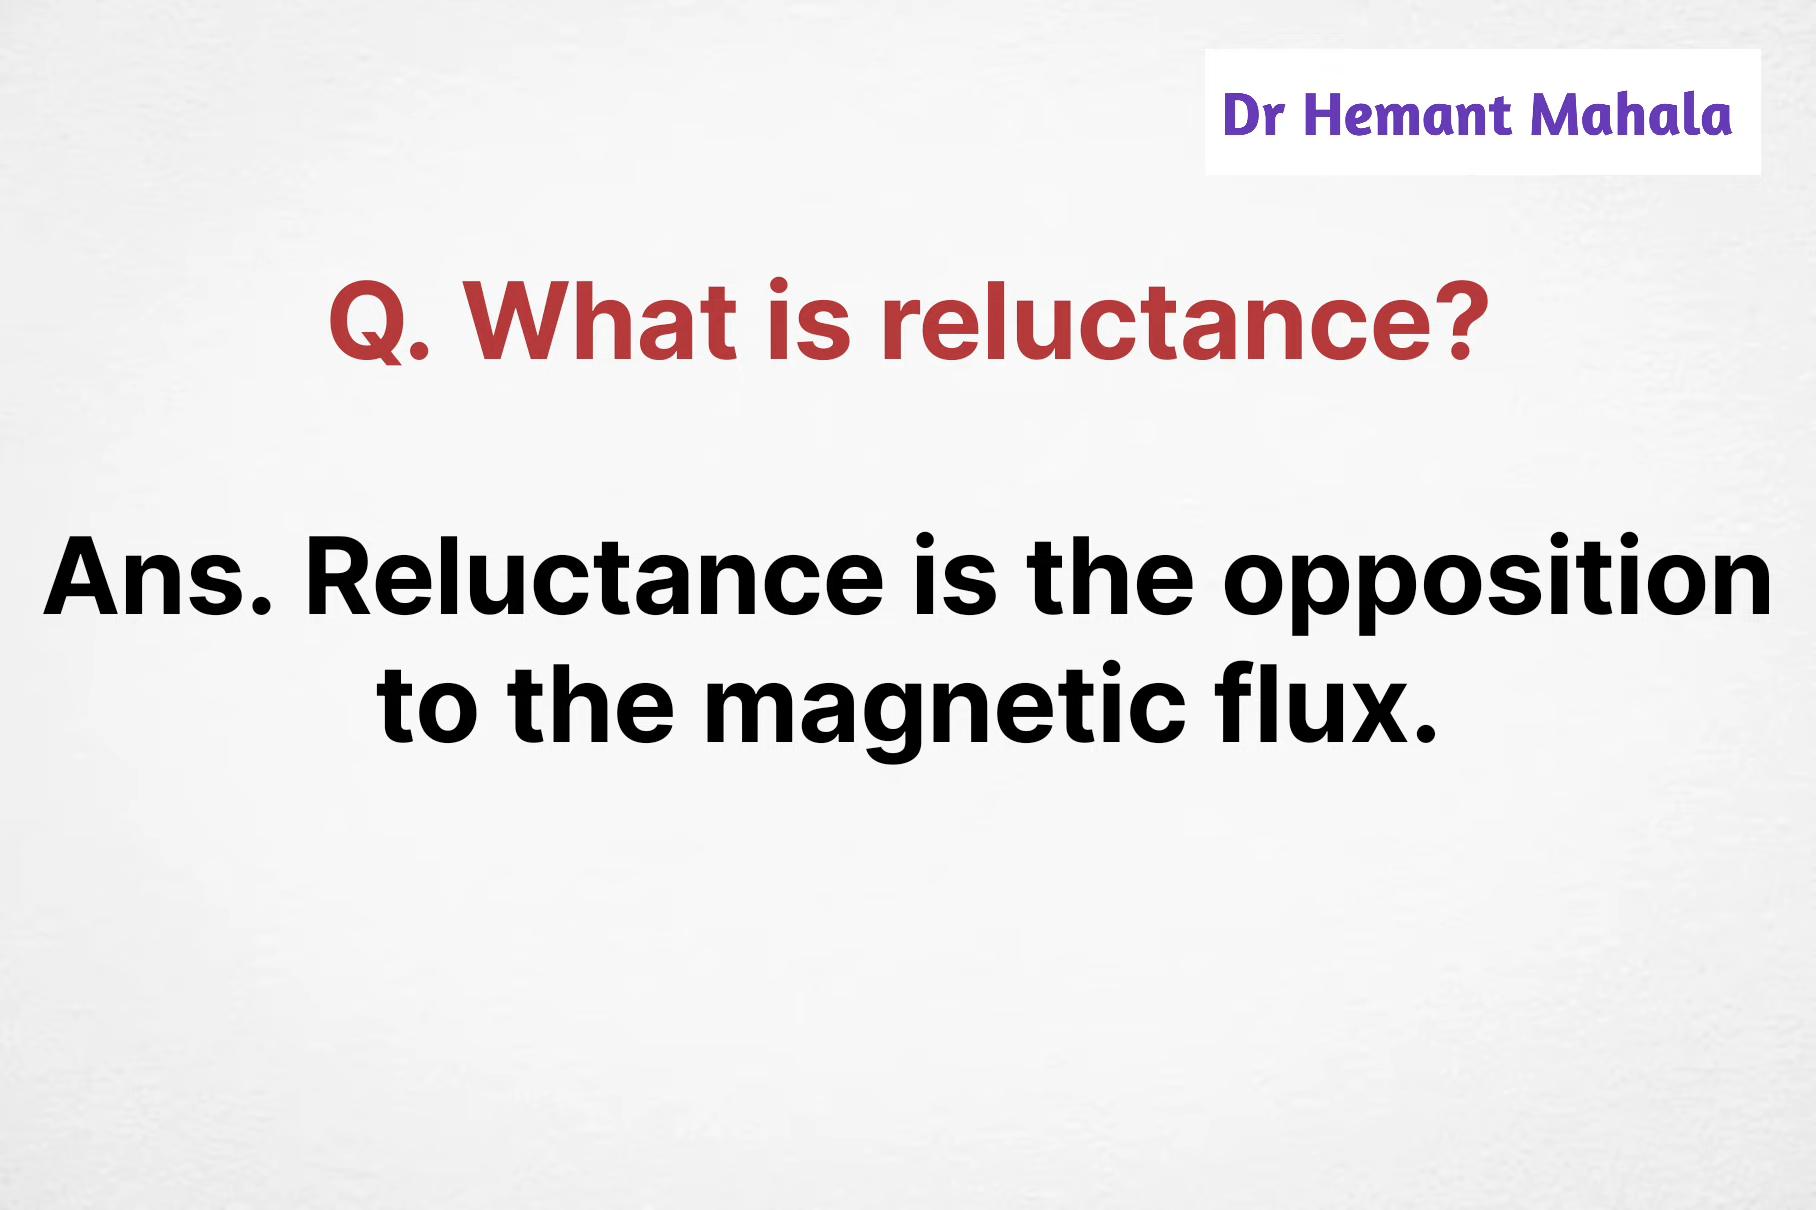 Dr Hemant Mahala
Q. What is reluctance?
Ans. Reluctance is the opposition
to the magnetic flux.